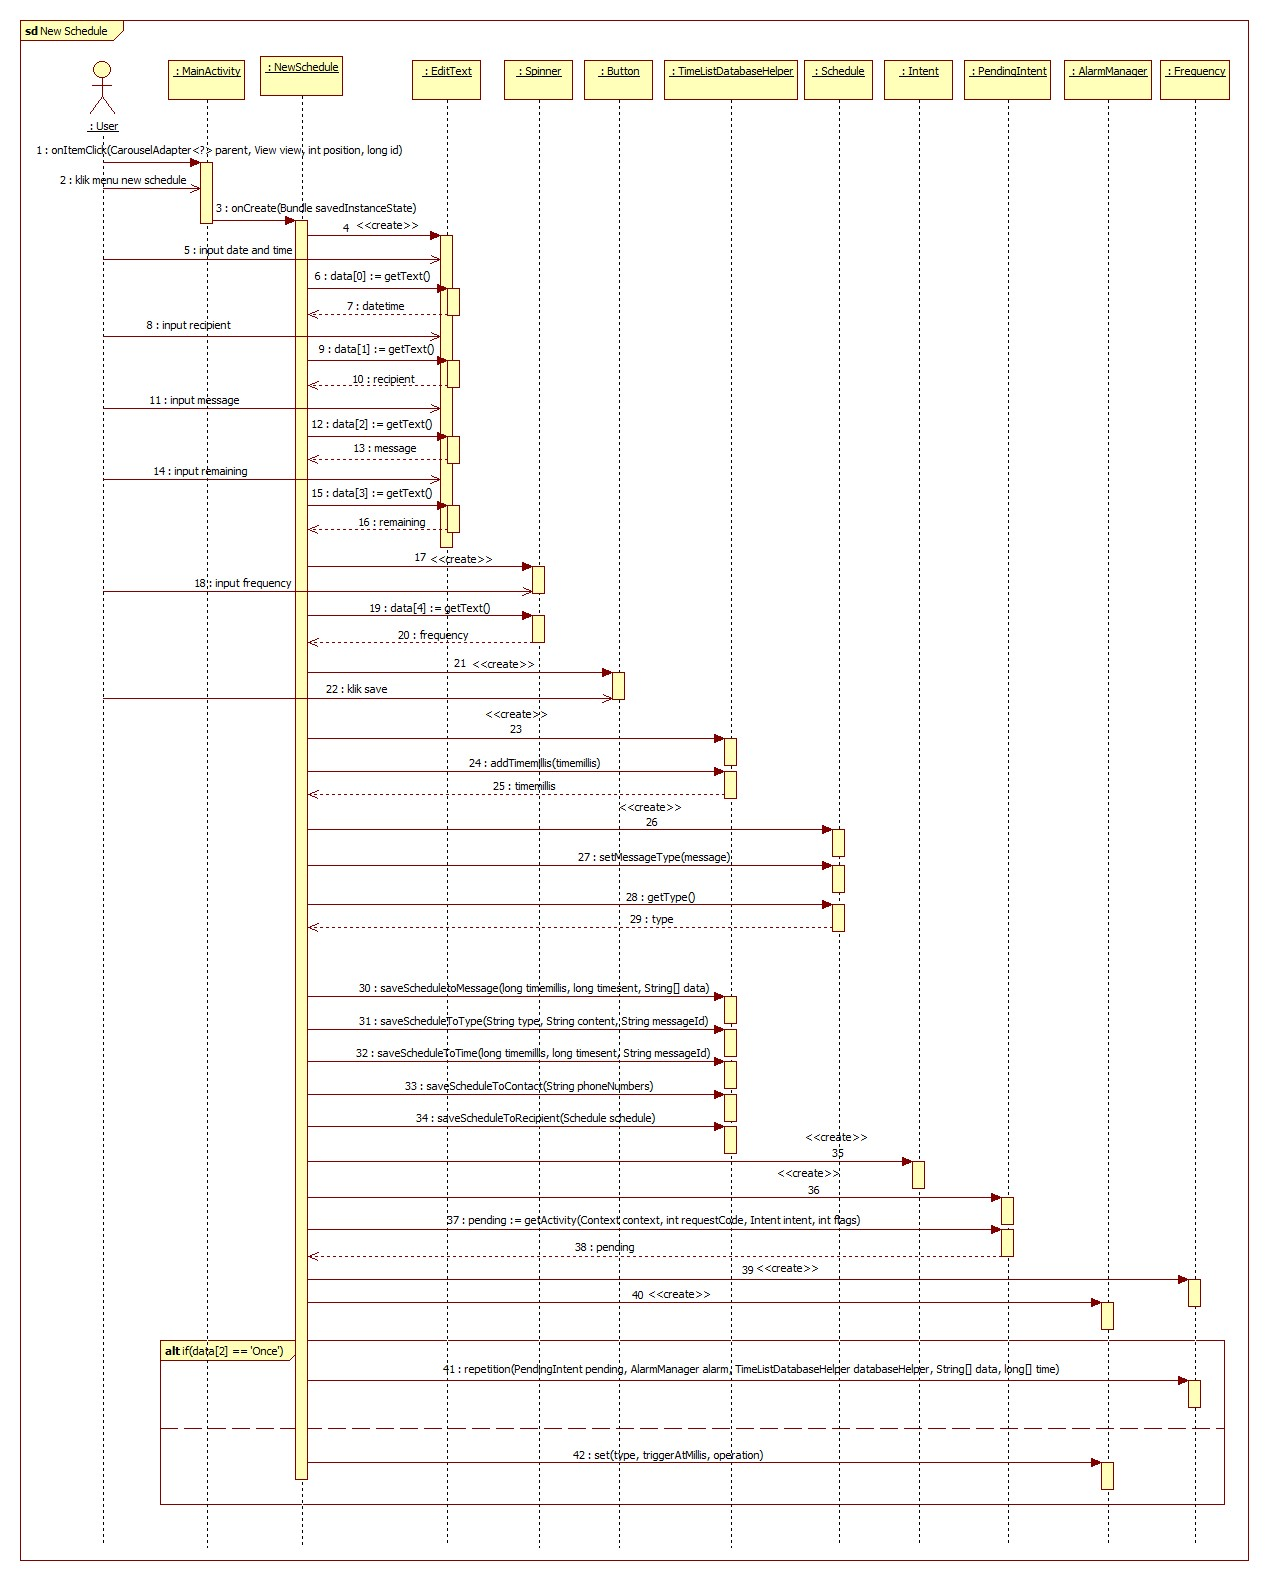 sd New Schedule
: MainActivity
: NewSchedule
: EditText
: Spinner
: Button
: TimeListDatabaseHelper
: Schedule
: Intent
: PendingIntent
: AlarmManager
: Frequency
: User
1 : onItemClick(CarouselAdapter<?> parent, View view, int position, long id)
2 : klik menu new schedule
3 : onCreate(Bundle savedInstanceState)
4 <<create>>
5 : input date and time
6 : data[0] := getText()
7 : datetime
8 : input recipient
9 : data[1] := getText()
10 : recipient
11 : input message
12 : data[2] := getText()
13 : message
14 : input remaining
15 : data[3] := getText()
16 : remaining
17 <<create>>
18 : input frequency
19 : data[4] := getText()
20 : frequency
21 <<create>>
22 : klik save
<<create>>
23
24 : addTimemillis(timemillis)
25 : timemillis
<<create>>
26
27 : setMessageType(message)
28 : getType()
29 : type
30 : saveScheduletoMessage(long timemillis, long timesent, String[] data)
31 : saveScheduleToType(String type, String content, String messageId)
32 : saveScheduleToTime(long timemillis, long timesent, String messageId)
33 : saveScheduleToContact(String phoneNumbers)
34 : saveScheduleToRecipient(Schedule schedule)
<<create>>
35
<<create>>
36
37 : pending := getActivity(Context context, int requestCode, Intent intent, int flags)
38 : pending
39 <<create>>
40 <<create>>
alt if(data[2] == 'Once')
41 : repetition(PendingIntent pending, AlarmManager alarm, TimeListDatabaseHelper databaseHelper, String[] data, long[] time)
42 : set(type, triggerAtMillis, operation)